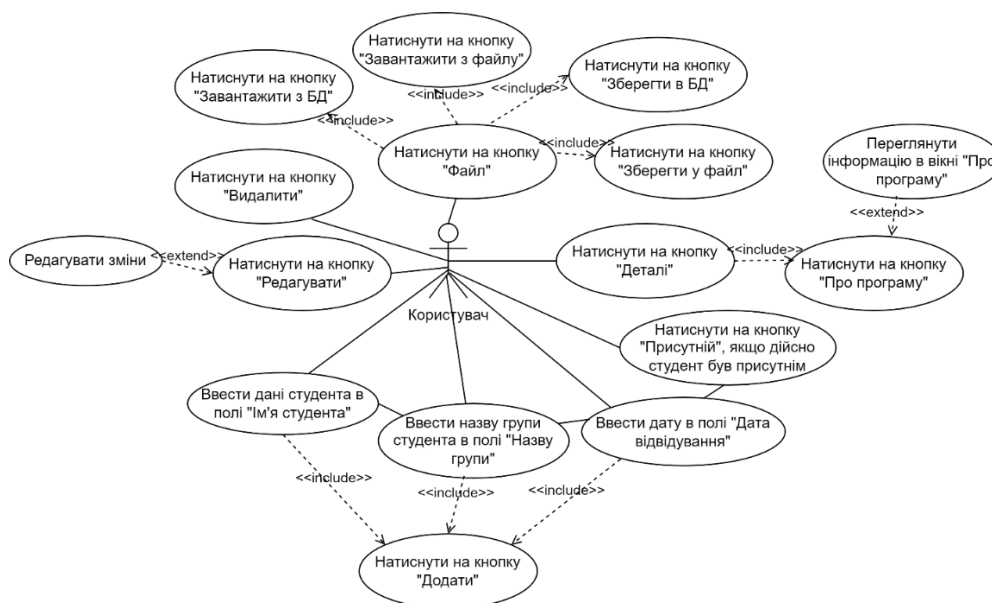 Натиснути на кнопку
"Завантажити з файлу"
Натиснути на кнопку
"Зберегти в БД"
Натиснути на кнопку
"Завантажити з БД"
<<include>>
<<include>>
<<include>>
<<include>>
Натиснути на кнопку
"Файл"
Натиснути на кнопку
"Зберегти у файл"
Переглянути
інформацію в вікні "Про
програму"
Натиснути на кнопку
"Видалити"
<<extend>>
Редагувати зміни
<<extend>>
Натиснути на кнопку
"Редагувати"
Натиснути на кнопку
"Деталі"
<<include>>
Натиснути на кнопку
"Про програму"
Користувач
Натиснути на кнопку
"Присутній", якщо дійсно
студент був присутнім
Ввести дані студента в
полі "Ім'я студента"
Ввести назву групи
студента в полі "Назву
групи"
Ввести дату в полі "Дата
відвідування"
<<include>>
<<include>>
<<include>>
Натиснути на кнопку
"Додати"